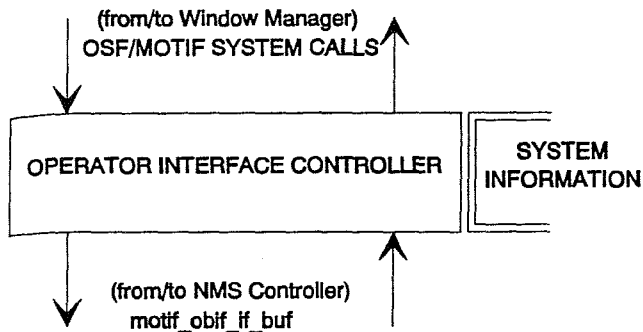 (from/to Window Manager)
OSF/MOTIF SYSTEM CALLS
OPERATOR INTERFACE CONTROLLER
SYSTEM
INFORMATION
(from/to NMS Controller)
motif_obif_if_buf